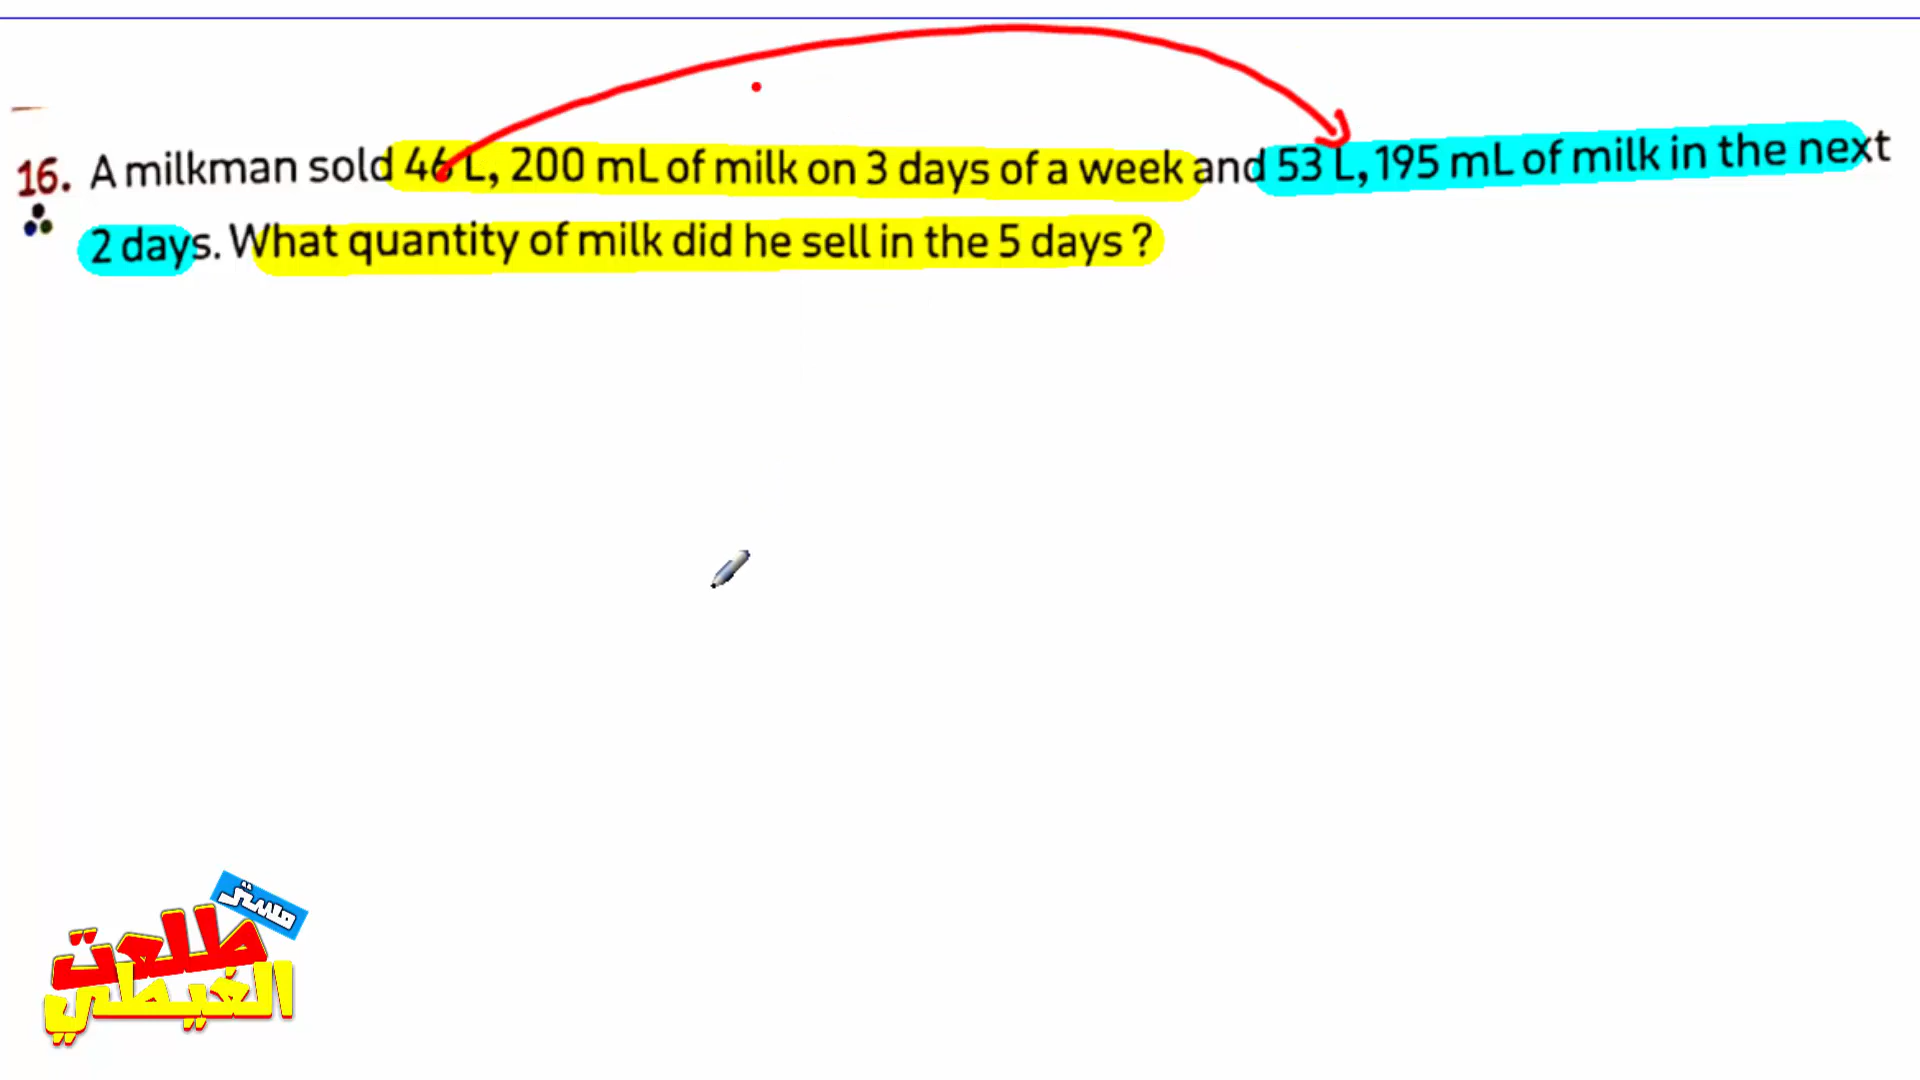 16. A milkman sold 46 L, 200 mL of milk on 3 days of a week and 53 L, 195 mL of milk in the next
2 days. What quantity of milk did he sell in the 5 days ?
مستر
طلعت
الغيطي